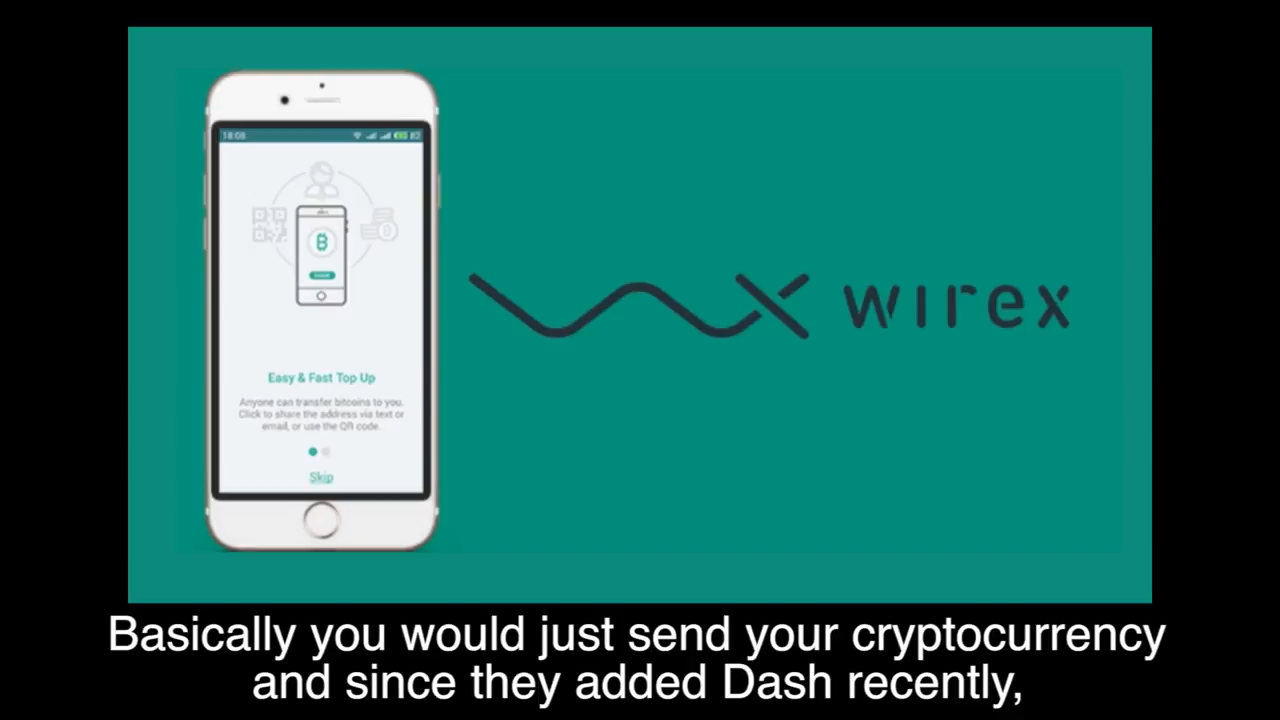 18:08
Easy & Fast Top Up
Anyone can transfer bitcoins to you.
Click to share the address via text or
email, or use the QR code.
Skip
wirex
Basically you would just send your cryptocurrency
and since they added Dash recently,